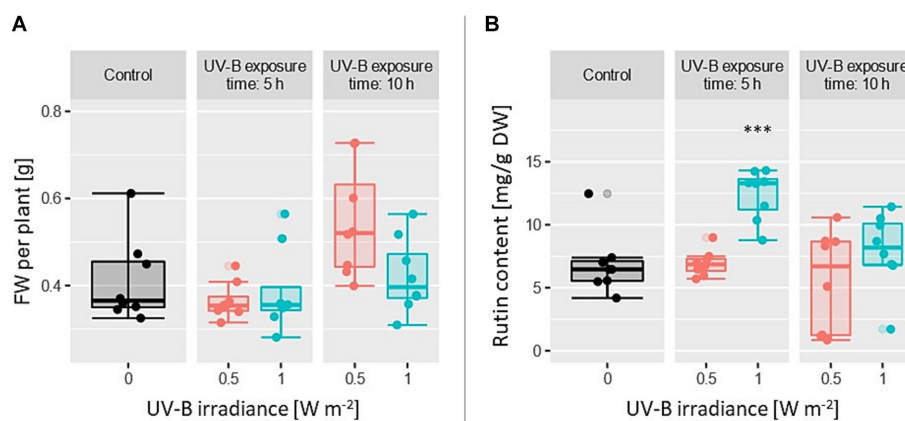 A
Control
UV-B exposure
time: 5 h
UV-B exposure
time: 10 h
FW per plant [g]
0.8
0.6
0.4
0
0.5
1
0.5
1
UV-B irradiance [W m⁻²]
B
Control
UV-B exposure
time: 5 h
UV-B exposure
time: 10 h
Rutin content [mg/g DW]
***
15
10
5
0
0
0.5
1
0.5
1
UV-B irradiance [W m⁻²]